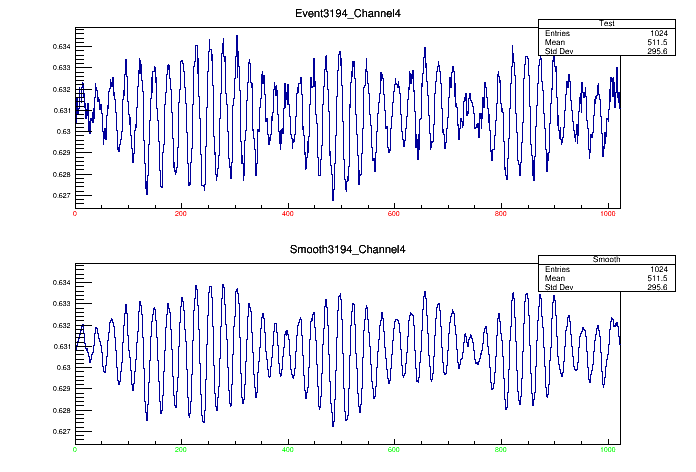 Event3194_Channel4
Test
Entries 1024
Mean 511.5
Std Dev 295.6
0.634
0.633
0.632
0.631
0.63
0.629
0.628
0.627
0 200 400 600 800 1000
Smooth3194_Channel4
Smooth
Entries 1024
Mean 511.5
Std Dev 295.6
0.634
0.633
0.632
0.631
0.63
0.629
0.628
0.627
0 200 400 600 800 1000